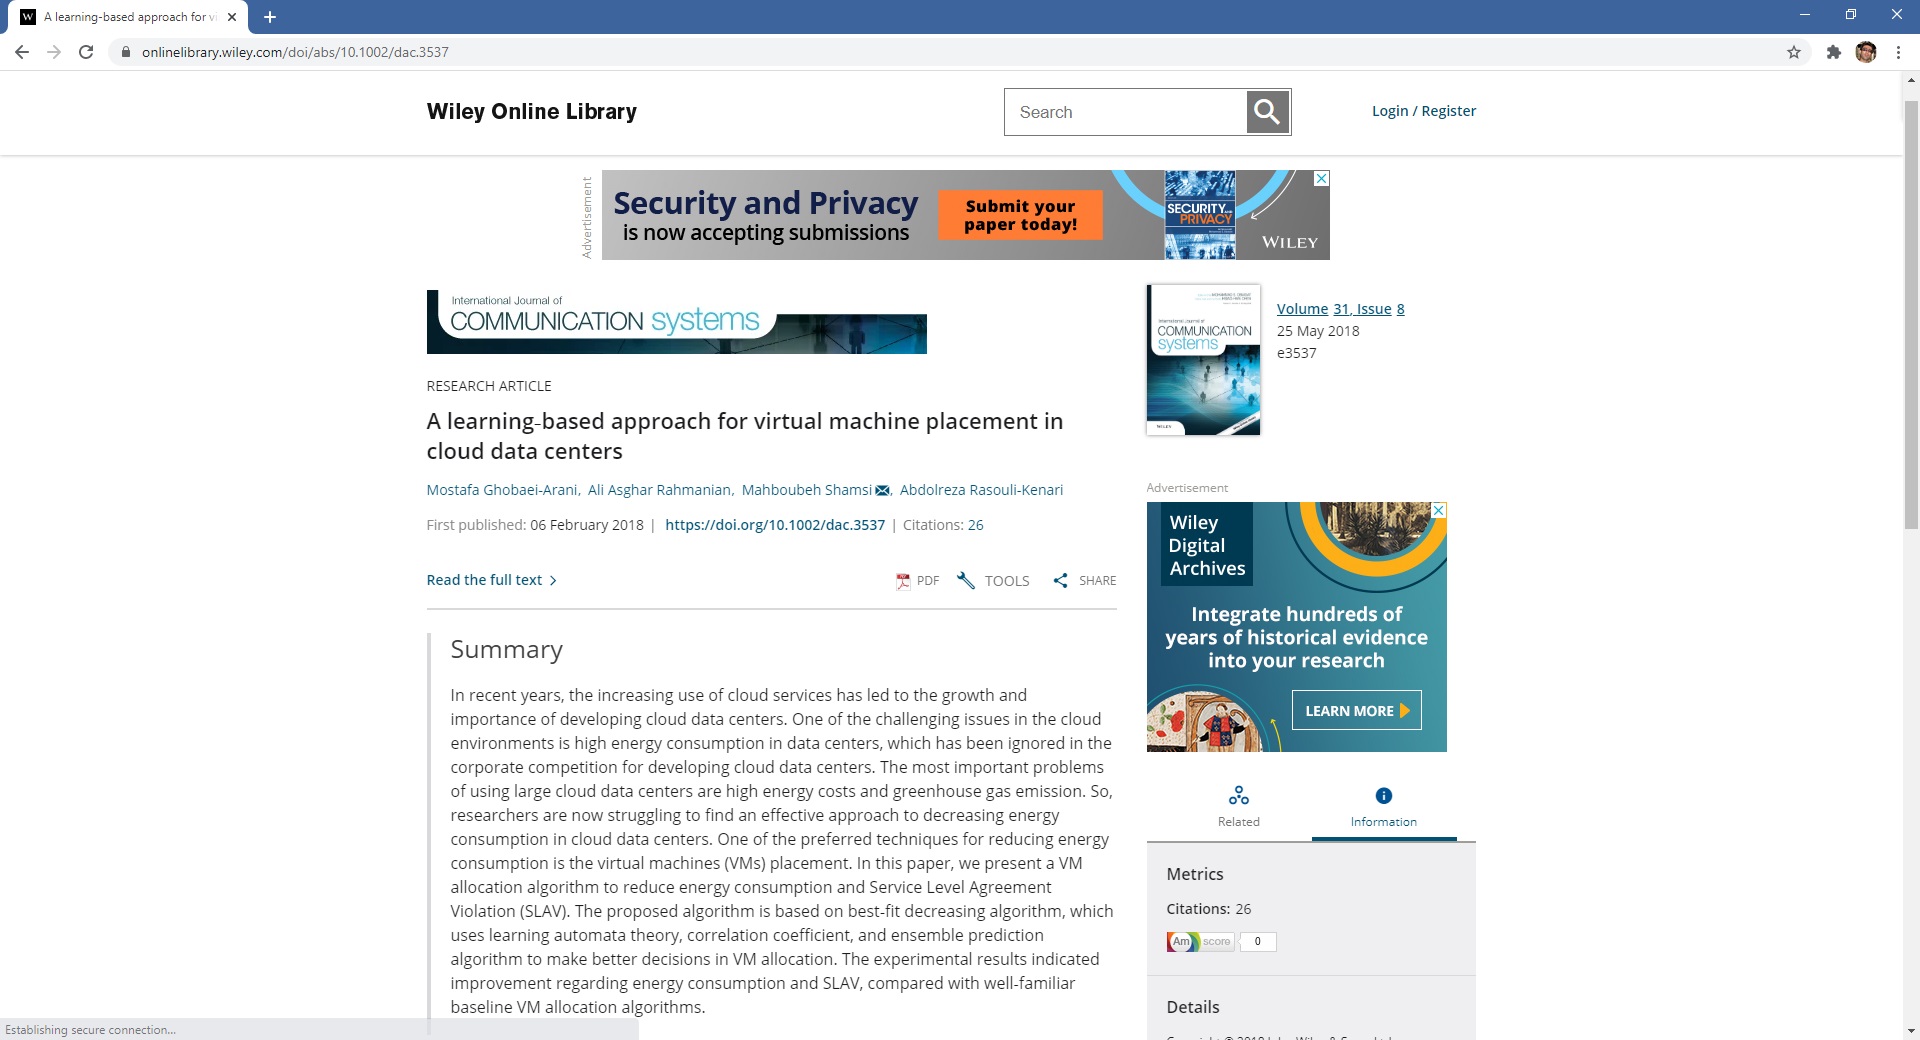 A learning-based approach for vi
onlinelibrary.wiley.com/doi/abs/10.1002/dac.3537
Wiley Online Library
Search
Login / Register
Advertisement
Security and Privacy
is now accepting submissions
Submit your
paper today!
SECURITY
PRIVACY
WILEY
International Journal of
COMMUNICATION systems
International Journal of
COMMUNICATION
systems
WILEY
Volume 31, Issue 8
25 May 2018
e3537
RESEARCH ARTICLE
A learning-based approach for virtual machine placement in
cloud data centers
Mostafa Ghobaei-Arani, Ali Asghar Rahmanian, Mahboubeh Shamsi, Abdolreza Rasouli-Kenari
First published: 06 February 2018 | https://doi.org/10.1002/dac.3537 | Citations: 26
Read the full text
PDF
TOOLS
SHARE
Summary
In recent years, the increasing use of cloud services has led to the growth and
importance of developing cloud data centers. One of the challenging issues in the cloud
environments is high energy consumption in data centers, which has been ignored in the
corporate competition for developing cloud data centers. The most important problems
of using large cloud data centers are high energy costs and greenhouse gas emission. So,
researchers are now struggling to find an effective approach to decreasing energy
consumption in cloud data centers. One of the preferred techniques for reducing energy
consumption is the virtual machines (VMs) placement. In this paper, we present a VM
allocation algorithm to reduce energy consumption and Service Level Agreement
Violation (SLAV). The proposed algorithm is based on best-fit decreasing algorithm, which
uses learning automata theory, correlation coefficient, and ensemble prediction
algorithm to make better decisions in VM allocation. The experimental results indicated
improvement regarding energy consumption and SLAV, compared with well-familiar
baseline VM allocation algorithms.
Advertisement
Wiley
Digital
Archives
Integrate hundreds of
years of historical evidence
into your research
LEARN MORE
Related
Information
Metrics
Citations: 26
Am score 0
Details
Establishing secure connection...